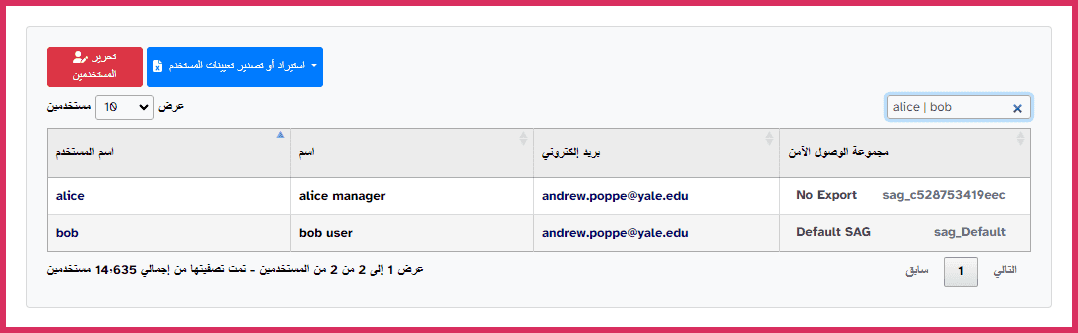 تحرير
المستخدمين
استيراد أو تصدير تعيينات المستخدم
عرض 10 مستخدمين
alice | bob
اسم المستخدم اسم بريد إلكتروني مجموعة الوصول الآمن
alice alice manager andrew.poppe@yale.edu No Export sag_c528753419eec
bob bob user andrew.poppe@yale.edu Default SAG sag_Default
عرض 1 إلى 2 من 2 من المستخدمين - تمت تصفيتها من إجمالي 14,635 مستخدمين
سابق 1 التالي